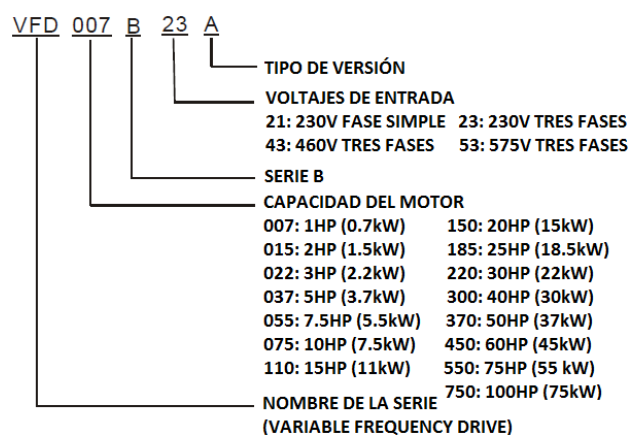 VFD 007 B 23 A
TIPO DE VERSIÓN
VOLTAJES DE ENTRADA
21: 230V FASE SIMPLE 23: 230V TRES FASES
43: 460V TRES FASES 53: 575V TRES FASES
SERIE B
CAPACIDAD DEL MOTOR
007: 1HP (0.7kW) 150: 20HP (15kW)
015: 2HP (1.5kW) 185: 25HP (18.5kW)
022: 3HP (2.2kW) 220: 30HP (22kW)
037: 5HP (3.7kW) 300: 40HP (30kW)
055: 7.5HP (5.5kW) 370: 50HP (37kW)
075: 10HP (7.5kW) 450: 60HP (45kW)
110: 15HP (11kW) 550: 75HP (55 kW)
750: 100HP (75kW)
NOMBRE DE LA SERIE
(VARIABLE FREQUENCY DRIVE)